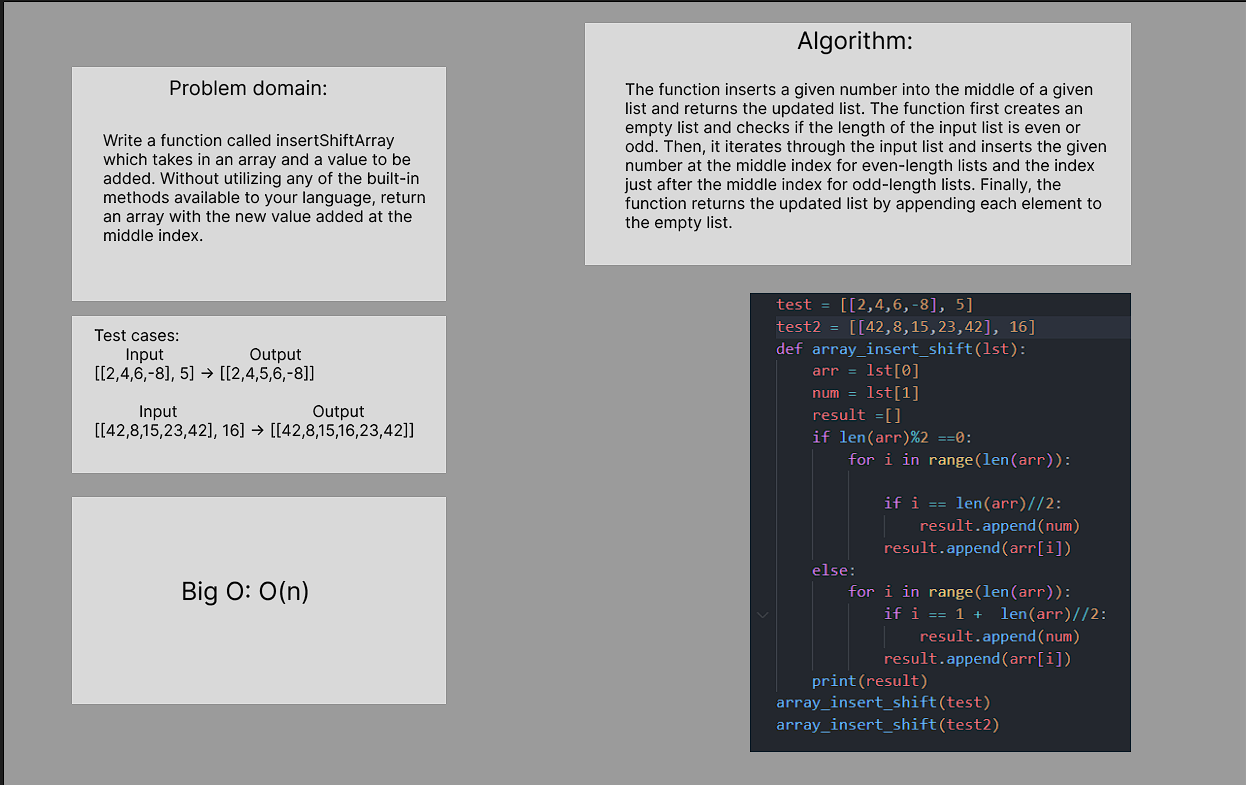 Problem domain:
Write a function called insertShiftArray
which takes in an array and a value to be
added. Without utilizing any of the built-in
methods available to your language, return
an array with the new value added at the
middle index.
Test cases:
Input Output
[[2,4,6,-8], 5] → [[2,4,5,6,-8]]
Input Output
[[42,8,15,23,42], 16] → [[42,8,15,16,23,42]]
Big O: O(n)
Algorithm:
The function inserts a given number into the middle of a given
list and returns the updated list. The function first creates an
empty list and checks if the length of the input list is even or
odd. Then, it iterates through the input list and inserts the given
number at the middle index for even-length lists and the index
just after the middle index for odd-length lists. Finally, the
function returns the updated list by appending each element to
the empty list.
test = [[2,4,6,-8], 5]
test2 = [[42,8,15,23,42], 16]
def array_insert_shift(lst):
    arr = lst[0]
    num = lst[1]
    result =[]
    if len(arr)%2 ==0:
        for i in range(len(arr)):
            if i == len(arr)//2:
                result.append(num)
            result.append(arr[i])
    else:
        for i in range(len(arr)):
            if i == 1 +  len(arr)//2:
                result.append(num)
            result.append(arr[i])
    print(result)
array_insert_shift(test)
array_insert_shift(test2)